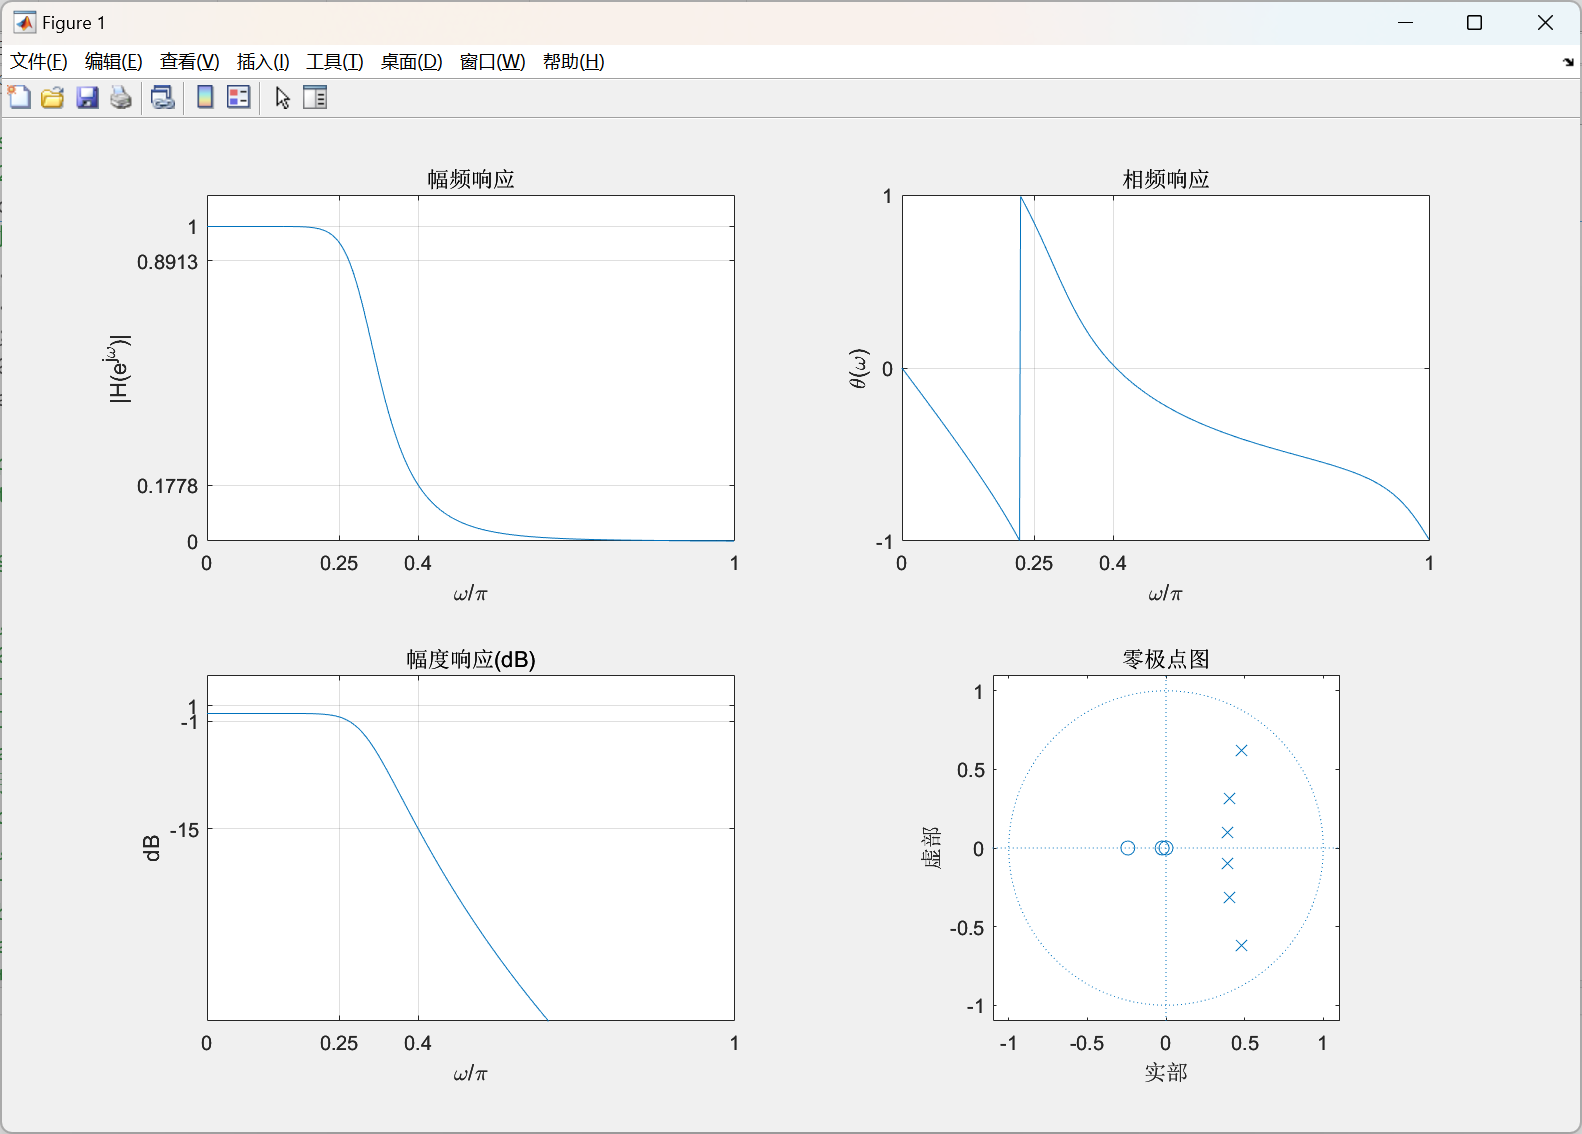 Figure 1
文件(F) 编辑(E) 查看(V) 插入(I) 工具(T) 桌面(D) 窗口(W) 帮助(H)
幅频响应
1
0.8913
0.1778
0
|H(e^jω)|
0 0.25 0.4 1
ω/π
相频响应
1
0
-1
θ(ω)
0 0.25 0.4 1
ω/π
幅度响应(dB)
1
-1
-15
dB
0 0.25 0.4 1
ω/π
零极点图
1
0.5
0
-0.5
-1
虚部
-1 -0.5 0 0.5 1
实部